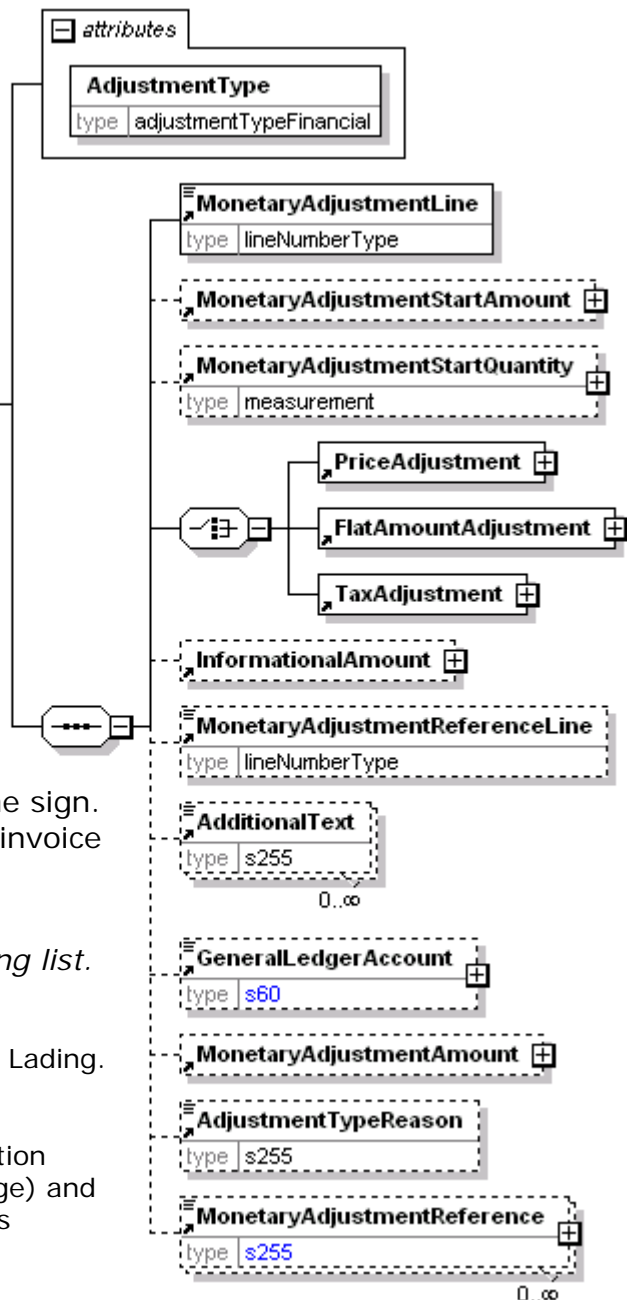 attributes
AdjustmentType
type adjustmentTypeFinancial
MonetaryAdjustmentLine
type lineNumberType
MonetaryAdjustmentStartAmount
MonetaryAdjustmentStartQuantity
type measurement
PriceAdjustment
FlatAmountAdjustment
TaxAdjustment
InformationalAmount
MonetaryAdjustmentReferenceLine
type lineNumberType
ne sign.
invoice
AdditionalText
type s255
0..∞
ng list.
GeneralLedgerAccount
type s60
Lading.
MonetaryAdjustmentAmount
AdjustmentTypeReason
type s255
tion
ge) and
s
MonetaryAdjustmentReference
type s255
0..∞